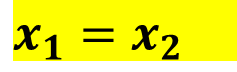 x₁ = x₂